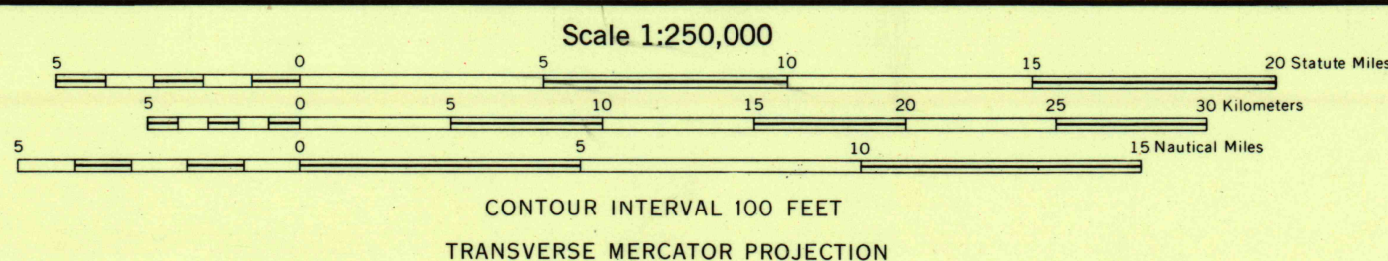 Scale 1:250,000
5 0 5 10 15 20 Statute Miles
5 0 5 10 15 20 25 30 Kilometers
5 0 5 10 15 Nautical Miles
CONTOUR INTERVAL 100 FEET
TRANSVERSE MERCATOR PROJECTION